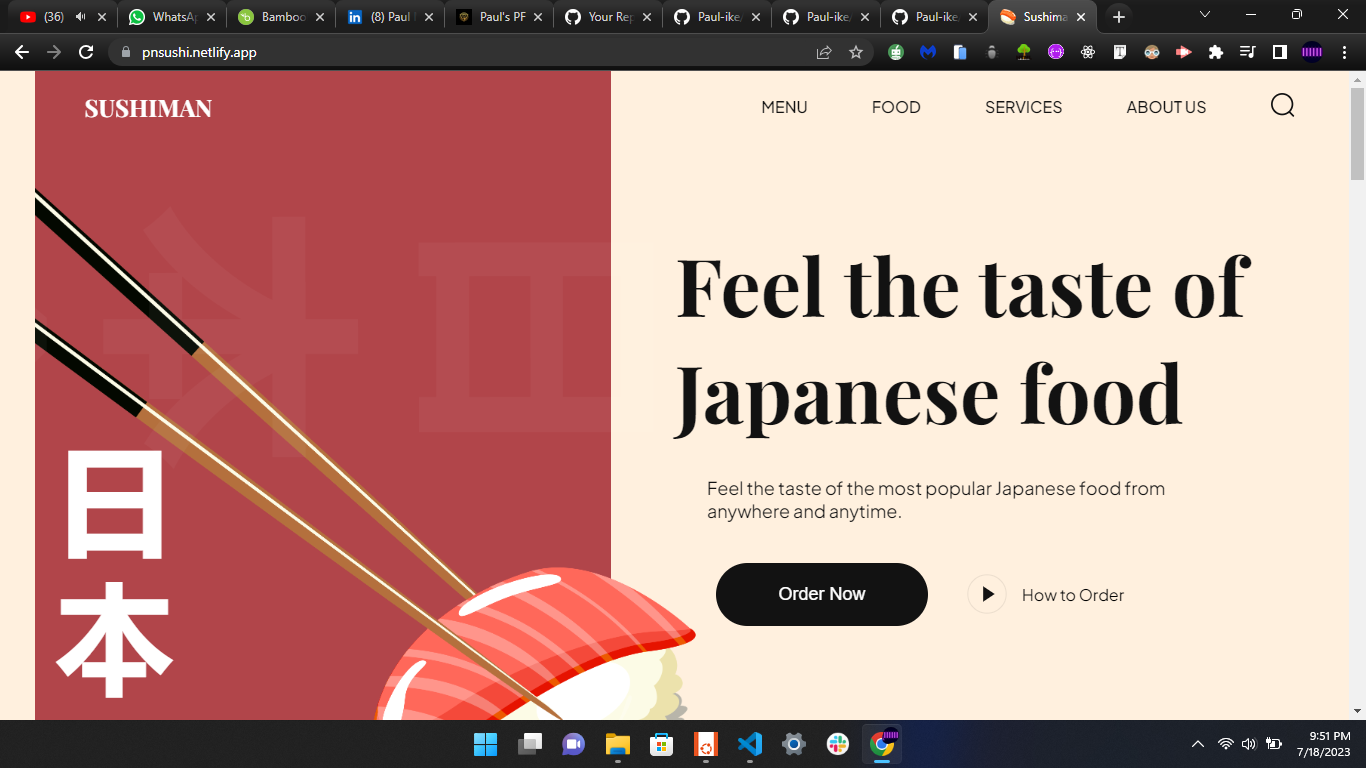 (36)
WhatsA
Bamboo
(8) Paul
Paul's PF
Your Rep
Paul-ike
Paul-ike
Paul-ike
Sushima
pnsushi.netlify.app
SUSHIMAN
MENU
FOOD
SERVICES
ABOUT US
Feel the taste of
Japanese food
Feel the taste of the most popular Japanese food from
anywhere and anytime.
Order Now
How to Order
日
本
9:51 PM
7/18/2023